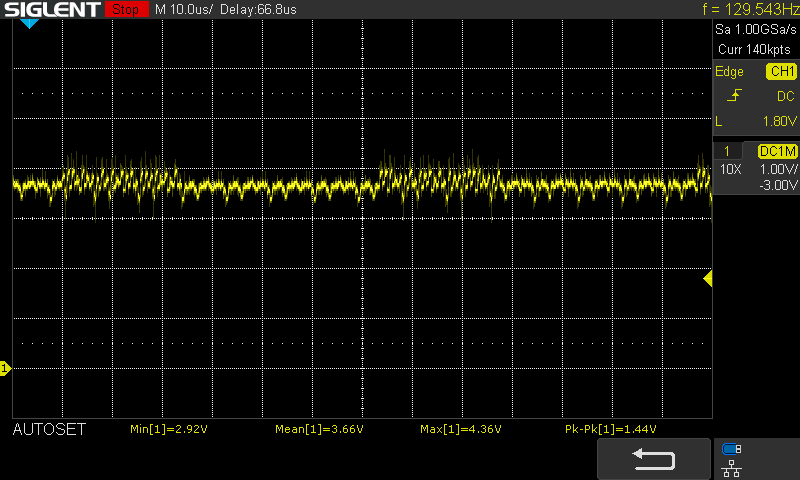 SIGLENT Stop M 10.0us/ Delay:66.8us f = 129.543Hz
Sa 1.00GSa/s
Curr 140kpts
Edge CH1
DC
L 1.80V
1 DC1M
10X 1.00V/
-3.00V
1
AUTOSET Min[1]=2.92V Mean[1]=3.66V Max[1]=4.36V Pk-Pk[1]=1.44V